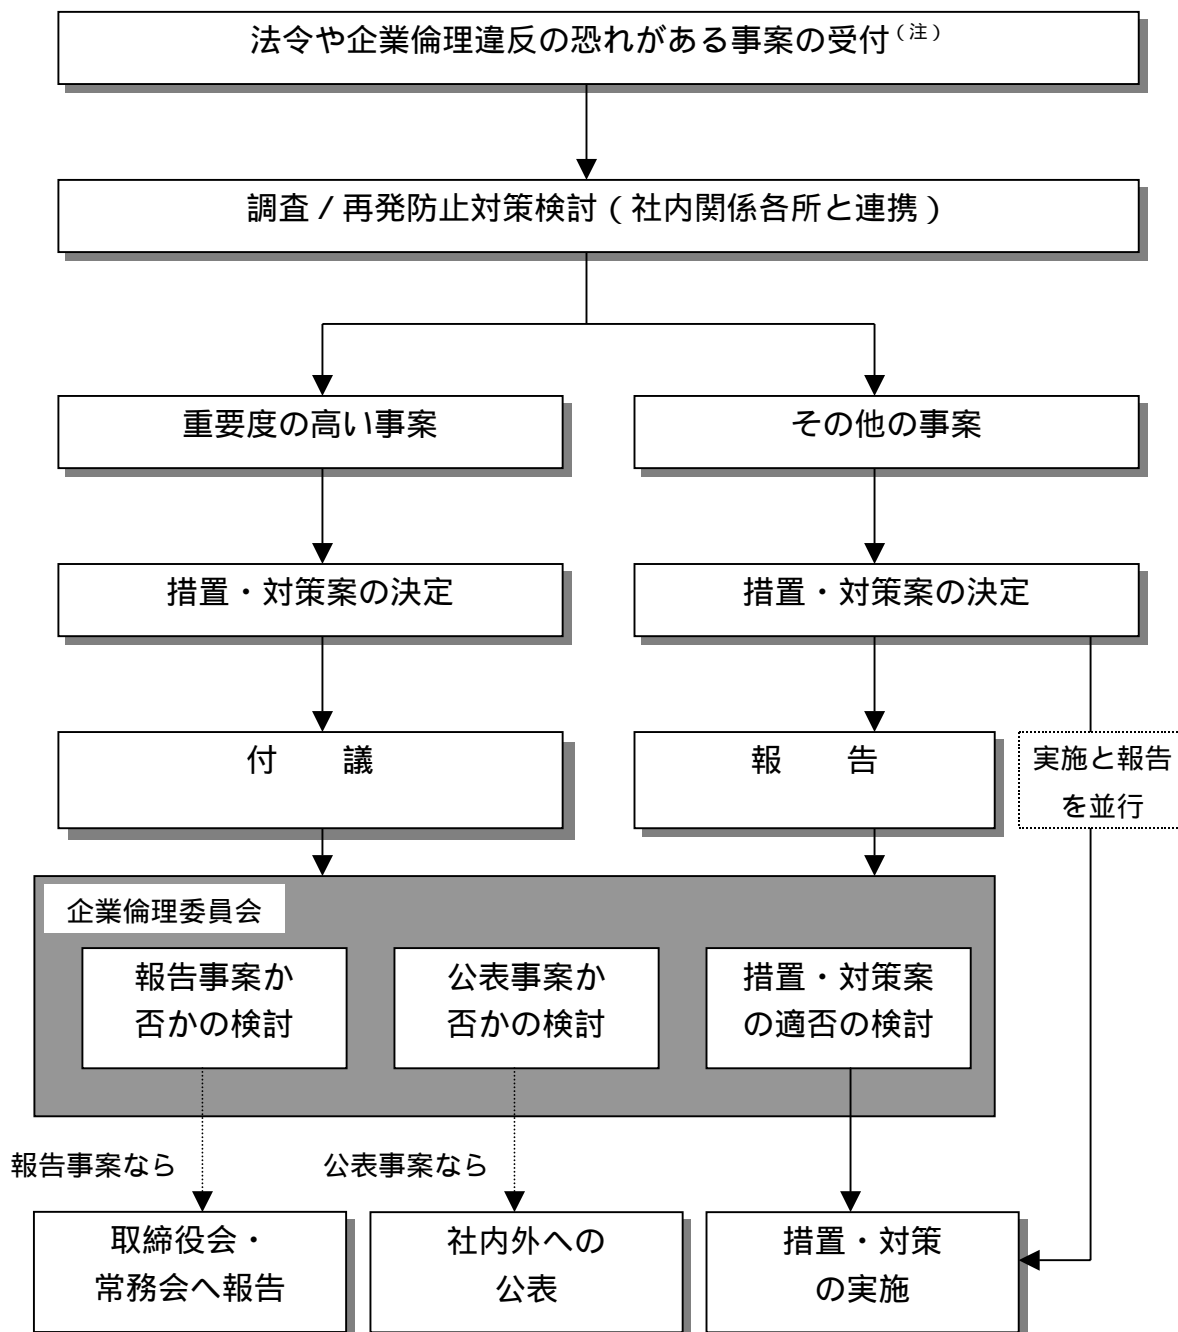 法令や企業倫理違反の恐れがある事案の受付（注）
調査 / 再発防止対策検討（社内関係各所と連携）
重要度の高い事案
その他の事案
措置・対策案の決定
措置・対策案の決定
付　　議
報　　告
実施と報告
を並行
企業倫理委員会
報告事案か
否かの検討
公表事案か
否かの検討
措置・対策案
の適否の検討
報告事案なら
公表事案なら
取締役会・
常務会へ報告
社内外への
公表
措置・対策
の実施